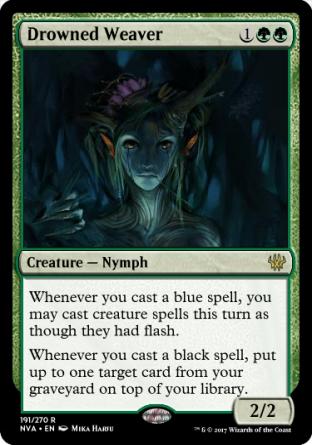 Drowned Weaver 1
Creature — Nymph
Whenever you cast a blue spell, you
may cast creature spells this turn as
though they had flash.
Whenever you cast a black spell, put
up to one target card from your
graveyard on top of your library.
2/2
191/270 R
NVA • EN MIKA HARFU
™ & © 2017 Wizards of the Coast